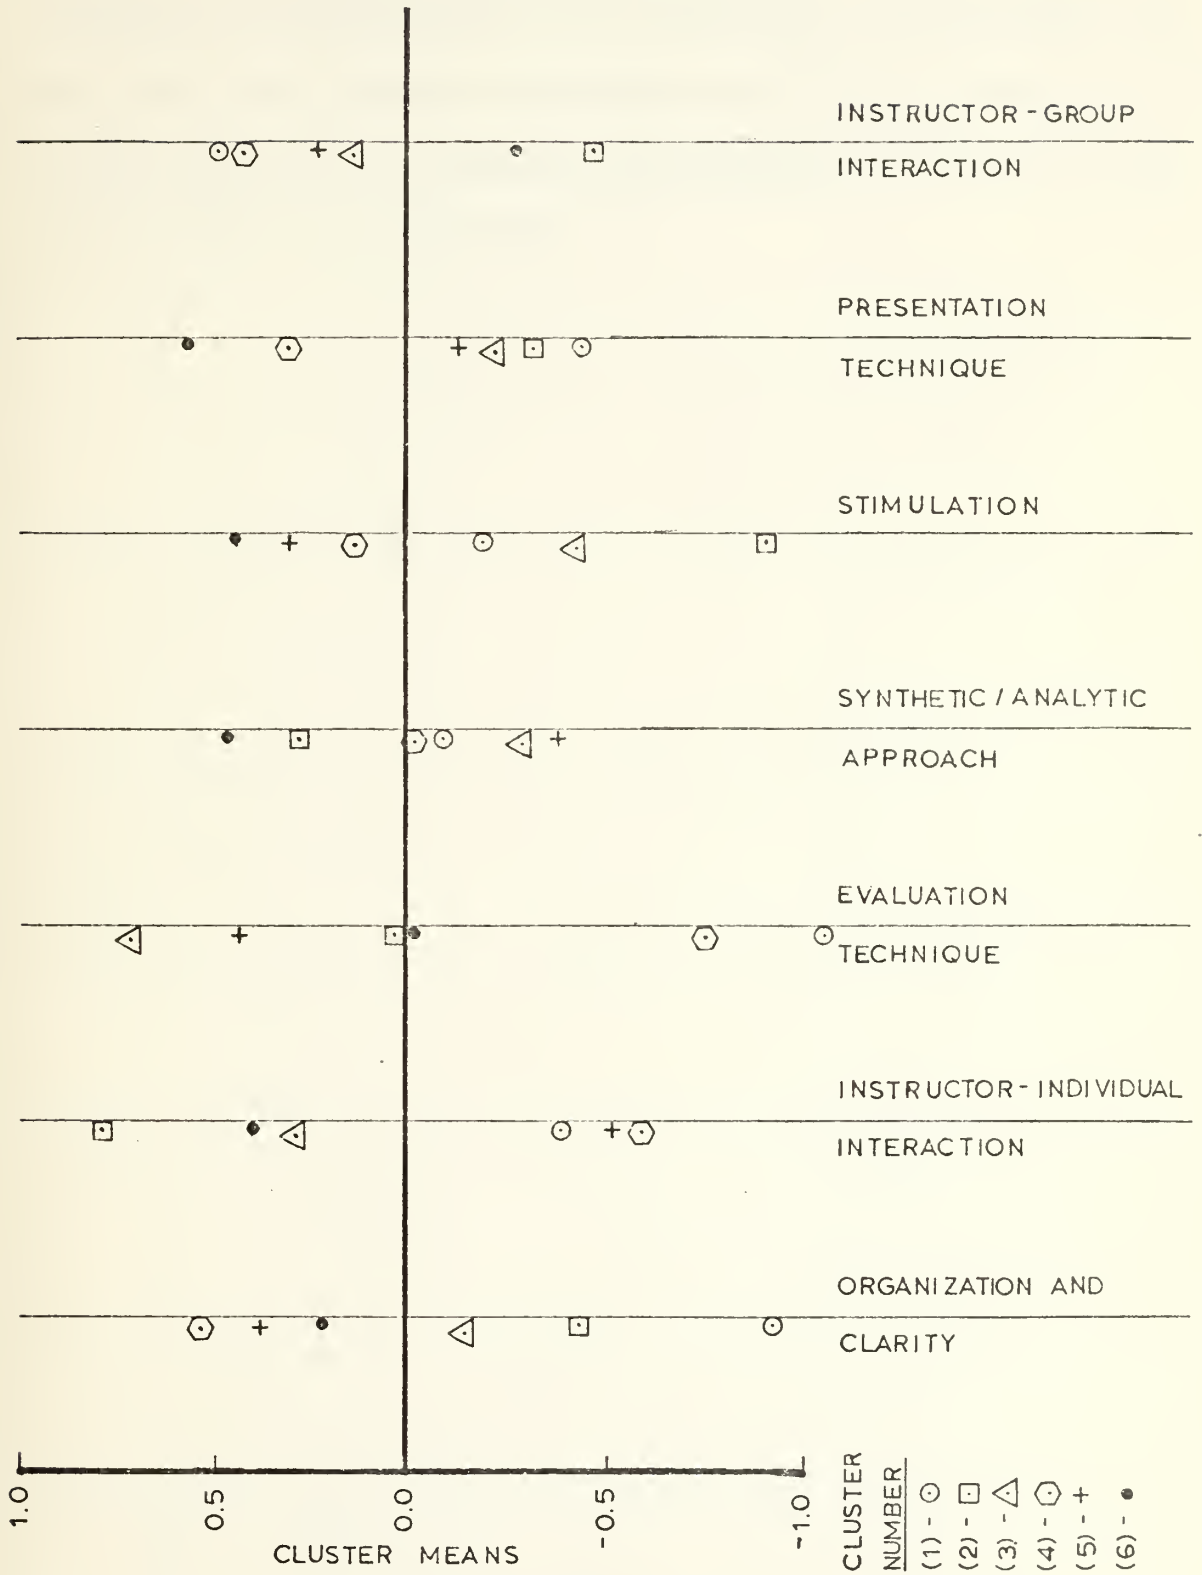 INSTRUCTOR - GROUP
INTERACTION
PRESENTATION
TECHNIQUE
STIMULATION
SYNTHETIC / ANALYTIC
APPROACH
EVALUATION
TECHNIQUE
INSTRUCTOR - INDIVIDUAL
INTERACTION
ORGANIZATION AND
CLARITY
1.0
0.5
0.0
-0.5
-1.0
CLUSTER MEANS
CLUSTER
NUMBER
(1) - ⊙
(2) - ⊡
(3) - ◬
(4) - ⌬
(5) - +
(6) - •